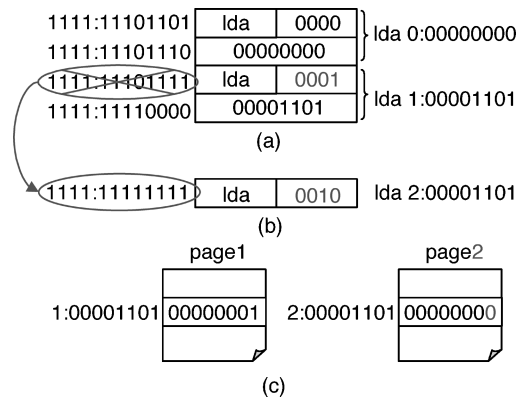 1111:11101101 lda 0000 lda 0:00000000
1111:11101110 00000000
1111:11101111 lda 0001 lda 1:00001101
1111:11110000 00001101
(a)
1111:11111111 lda 0010 lda 2:00001101
(b)
page1 page2
1:00001101 00000001 2:00001101 00000000
(c)